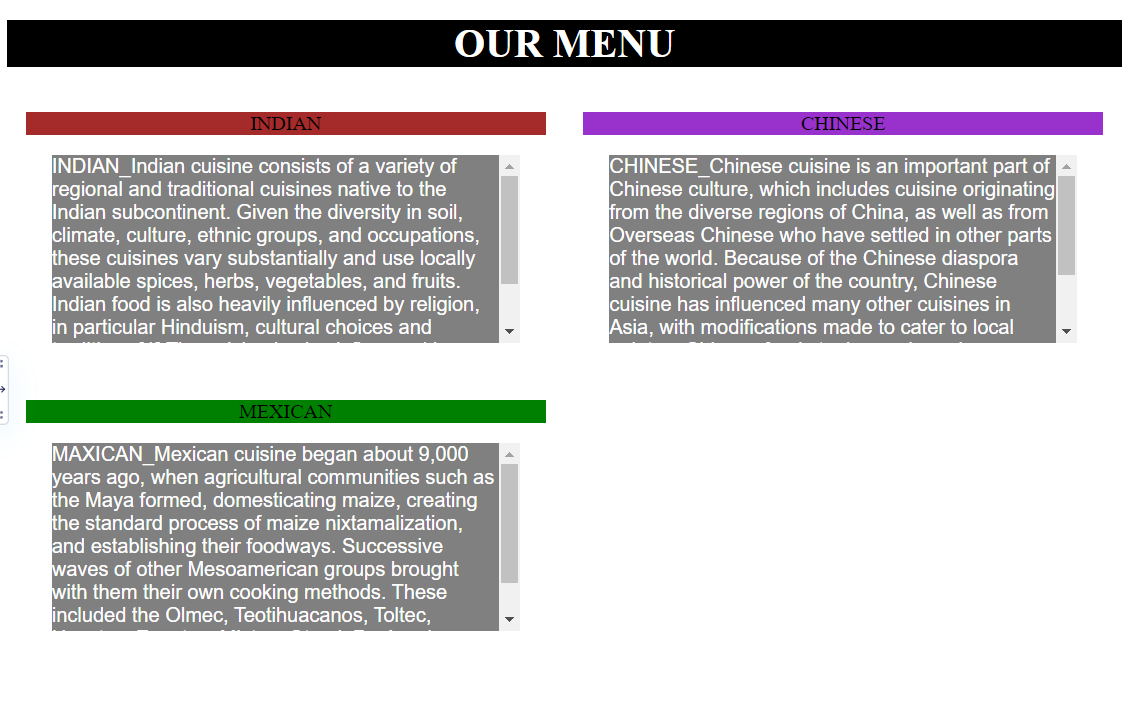 OUR MENU
INDIAN
INDIAN_Indian cuisine consists of a variety of
regional and traditional cuisines native to the
Indian subcontinent. Given the diversity in soil,
climate, culture, ethnic groups, and occupations,
these cuisines vary substantially and use locally
available spices, herbs, vegetables, and fruits.
Indian food is also heavily influenced by religion,
in particular Hinduism, cultural choices and
CHINESE
CHINESE_Chinese cuisine is an important part of
Chinese culture, which includes cuisine originating
from the diverse regions of China, as well as from
Overseas Chinese who have settled in other parts
of the world. Because of the Chinese diaspora
and historical power of the country, Chinese
cuisine has influenced many other cuisines in
Asia, with modifications made to cater to local
MEXICAN
MAXICAN_Mexican cuisine began about 9,000
years ago, when agricultural communities such as
the Maya formed, domesticating maize, creating
the standard process of maize nixtamalization,
and establishing their foodways. Successive
waves of other Mesoamerican groups brought
with them their own cooking methods. These
included the Olmec, Teotihuacanos, Toltec,